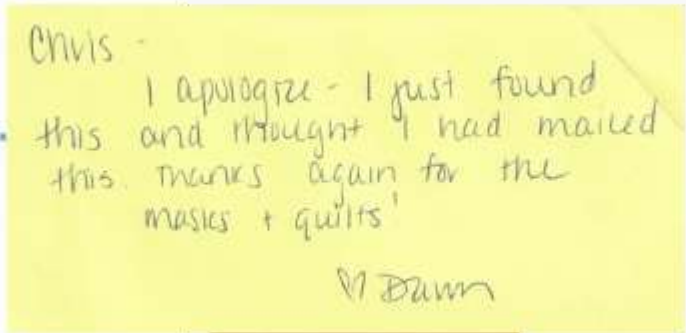 Chris -
I apologize - I just found
this and thought I had mailed
this. Thanks again for the
masks + quilts!
♡ Dawn